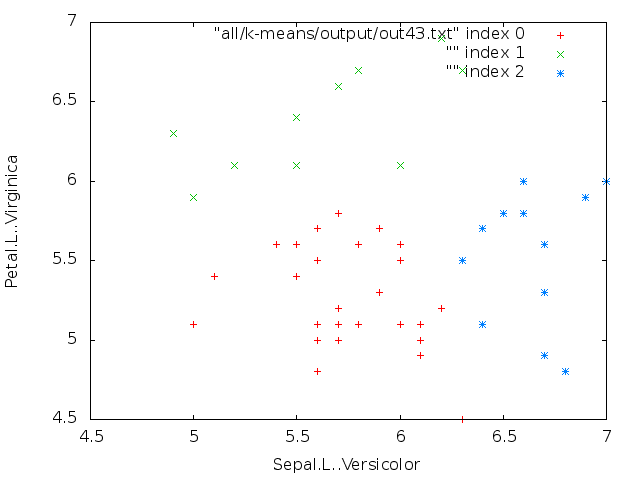 7
"all/k-means/output/out43.txt" index 0
"" index 1
"" index 2
6.5
6
5.5
5
4.5
Petal.L..Virginica
4.5 5 5.5 6 6.5 7
Sepal.L..Versicolor